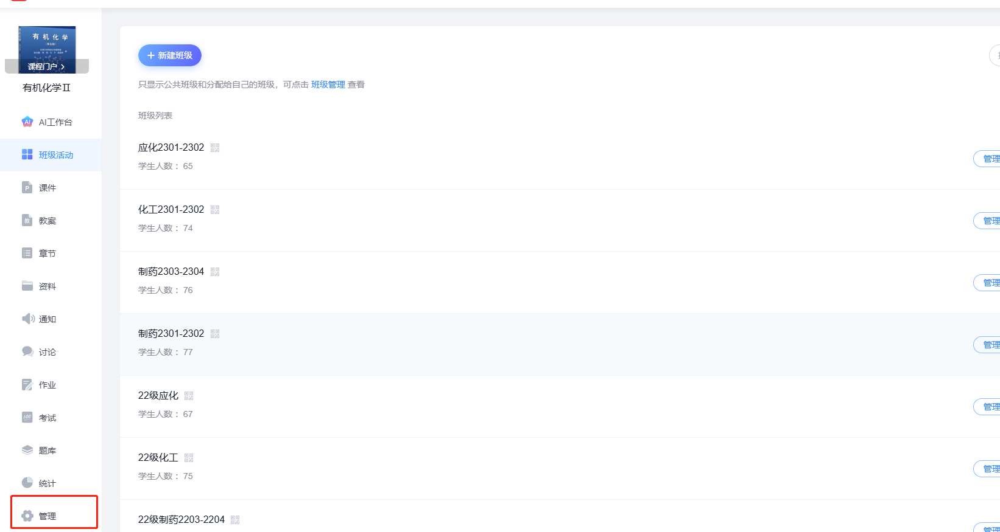 有机化学
课程门户
有机化学II
AI工作台
班级活动
课件
教案
章节
资料
通知
讨论
作业
考试
题库
统计
管理
+ 新建班级
只显示公共班级和分配给自己的班级，可点击 班级管理 查看
班级列表
应化2301-2302
学生人数： 65
管理
化工2301-2302
学生人数： 74
管理
制药2303-2304
学生人数： 76
管理
制药2301-2302
学生人数： 77
管理
22级应化
学生人数： 67
管理
22级化工
学生人数： 75
管理
22级制药2203-2204
管理